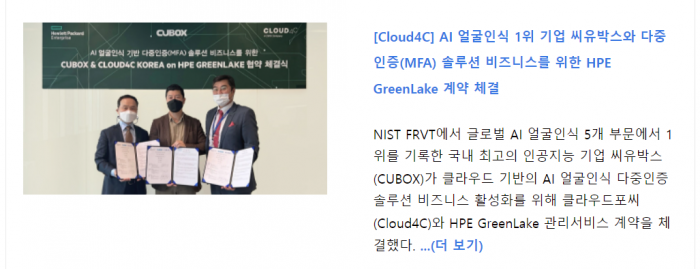 Hewlett Packard
Enterprise
CUBOX
CLOUD4C
AI 얼굴인식 기반 다중인증(MFA) 솔루션 비즈니스를 위한
CUBOX & CLOUD4C KOREA on HPE GREENLAKE 협약 체결식
[Cloud4C] AI 얼굴인식 1위 기업 씨유박스와 다중
인증(MFA) 솔루션 비즈니스를 위한 HPE
GreenLake 계약 체결
NIST FRVT에서 글로벌 AI 얼굴인식 5개 부문에서 1
위를 기록한 국내 최고의 인공지능 기업 씨유박스
(CUBOX)가 클라우드 기반의 AI 얼굴인식 다중인증
솔루션 비즈니스 활성화를 위해 클라우드포씨
(Cloud4C)와 HPE GreenLake 관리서비스 계약을 체
결했다. ...(더 보기)